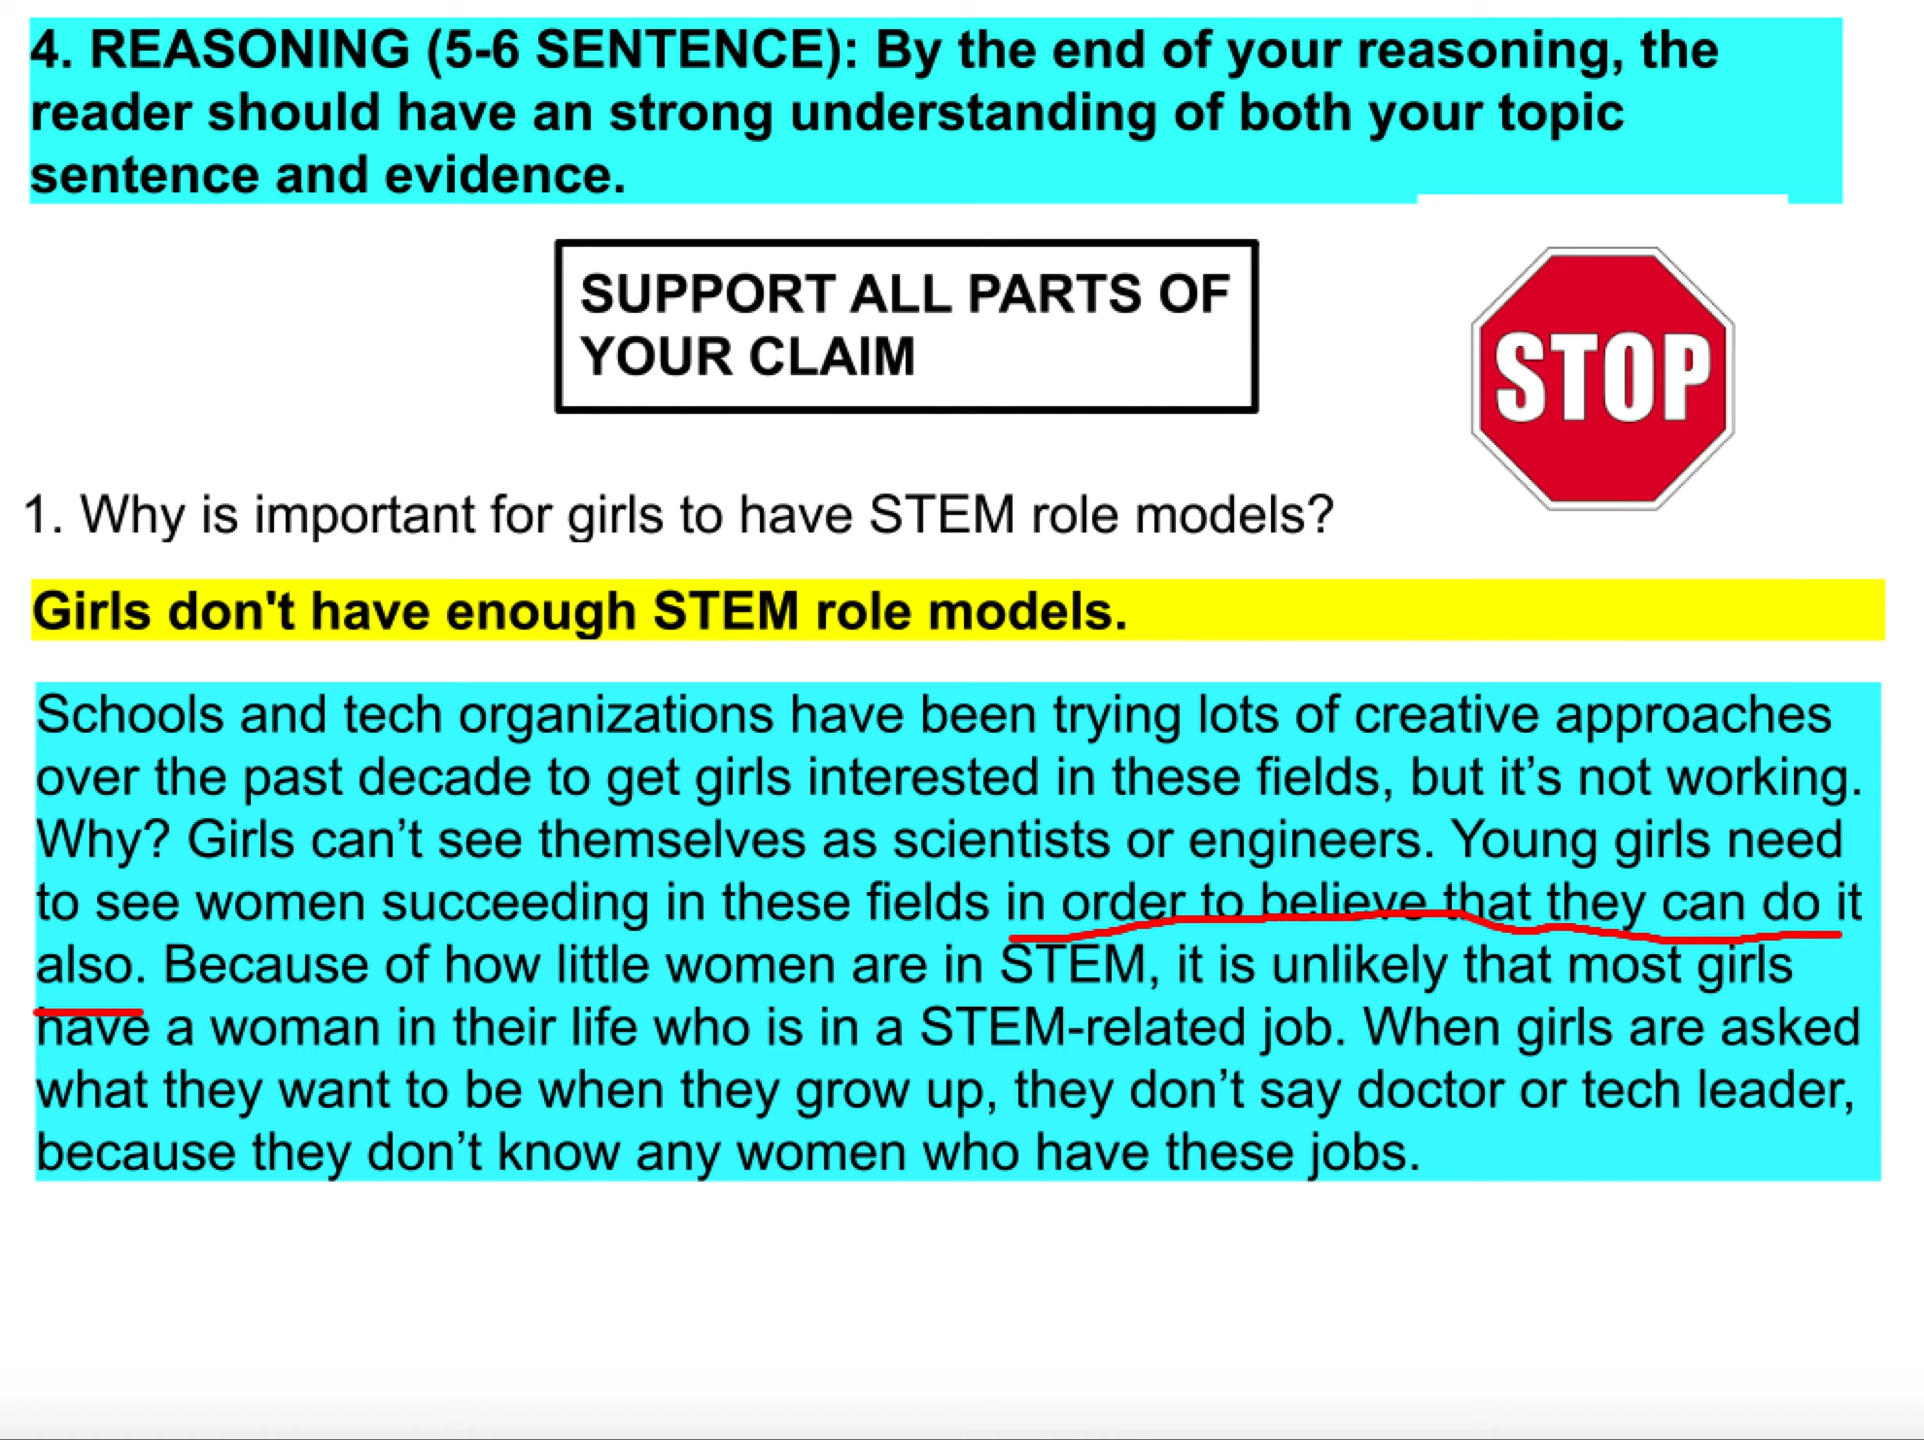 4. REASONING (5-6 SENTENCE): By the end of your reasoning, the
reader should have an strong understanding of both your topic
sentence and evidence.
SUPPORT ALL PARTS OF
YOUR CLAIM
STOP
1. Why is important for girls to have STEM role models?
Girls don't have enough STEM role models.
Schools and tech organizations have been trying lots of creative approaches
over the past decade to get girls interested in these fields, but it’s not working.
Why? Girls can’t see themselves as scientists or engineers. Young girls need
to see women succeeding in these fields in order to believe that they can do it
also. Because of how little women are in STEM, it is unlikely that most girls
have a woman in their life who is in a STEM-related job. When girls are asked
what they want to be when they grow up, they don’t say doctor or tech leader,
because they don’t know any women who have these jobs.